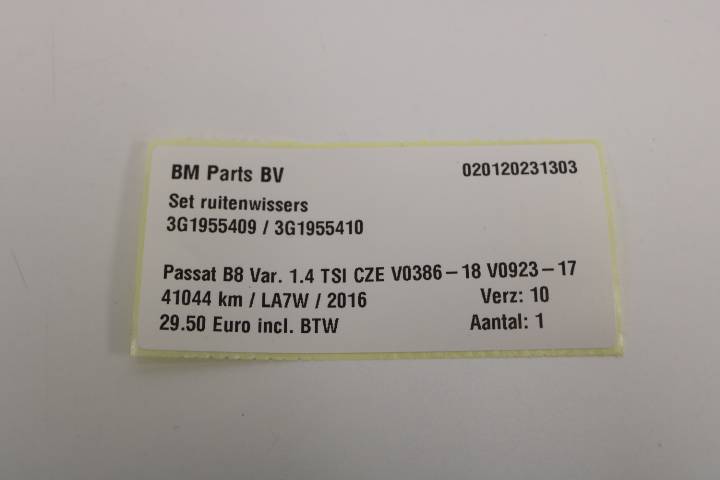 BM Parts BV 020120231303
Set ruitenwissers
3G1955409 / 3G1955410
Passat B8 Var. 1.4 TSI CZE V0386-18 V0923-17
41044 km / LA7W / 2016 Verz: 10
29.50 Euro incl. BTW Aantal: 1